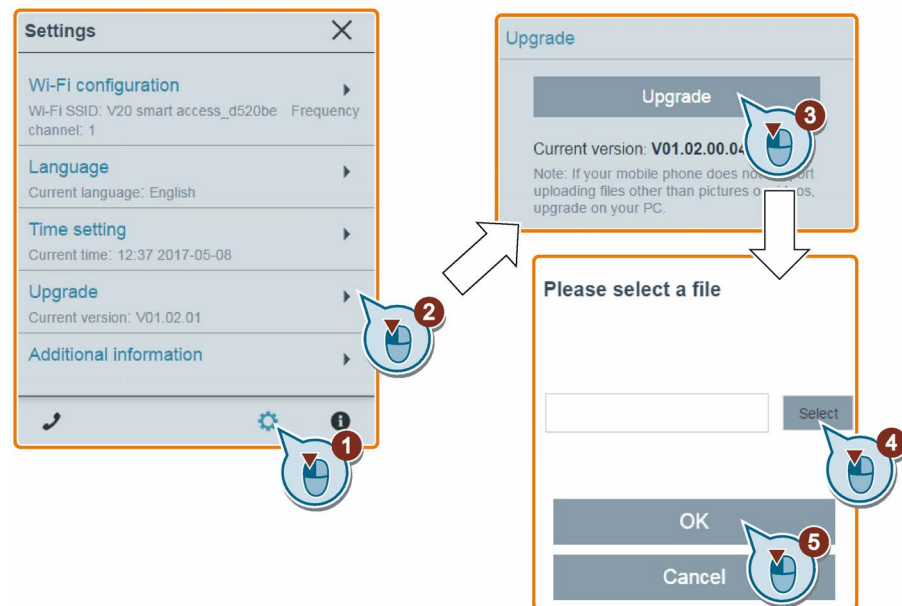 Settings
Wi-Fi configuration
Wi-Fi SSID: V20 smart access_d520be Frequency
channel: 1
Language
Current language: English
Time setting
Current time: 12:37 2017-05-08
Upgrade
Current version: V01.02.01
Additional information
1
2
Upgrade
Upgrade
3
Current version: V01.02.00.04
Note: If your mobile phone does not
uploading files other than pictures
upgrade on your PC.
Please select a file
Select
4
OK
5
Cancel